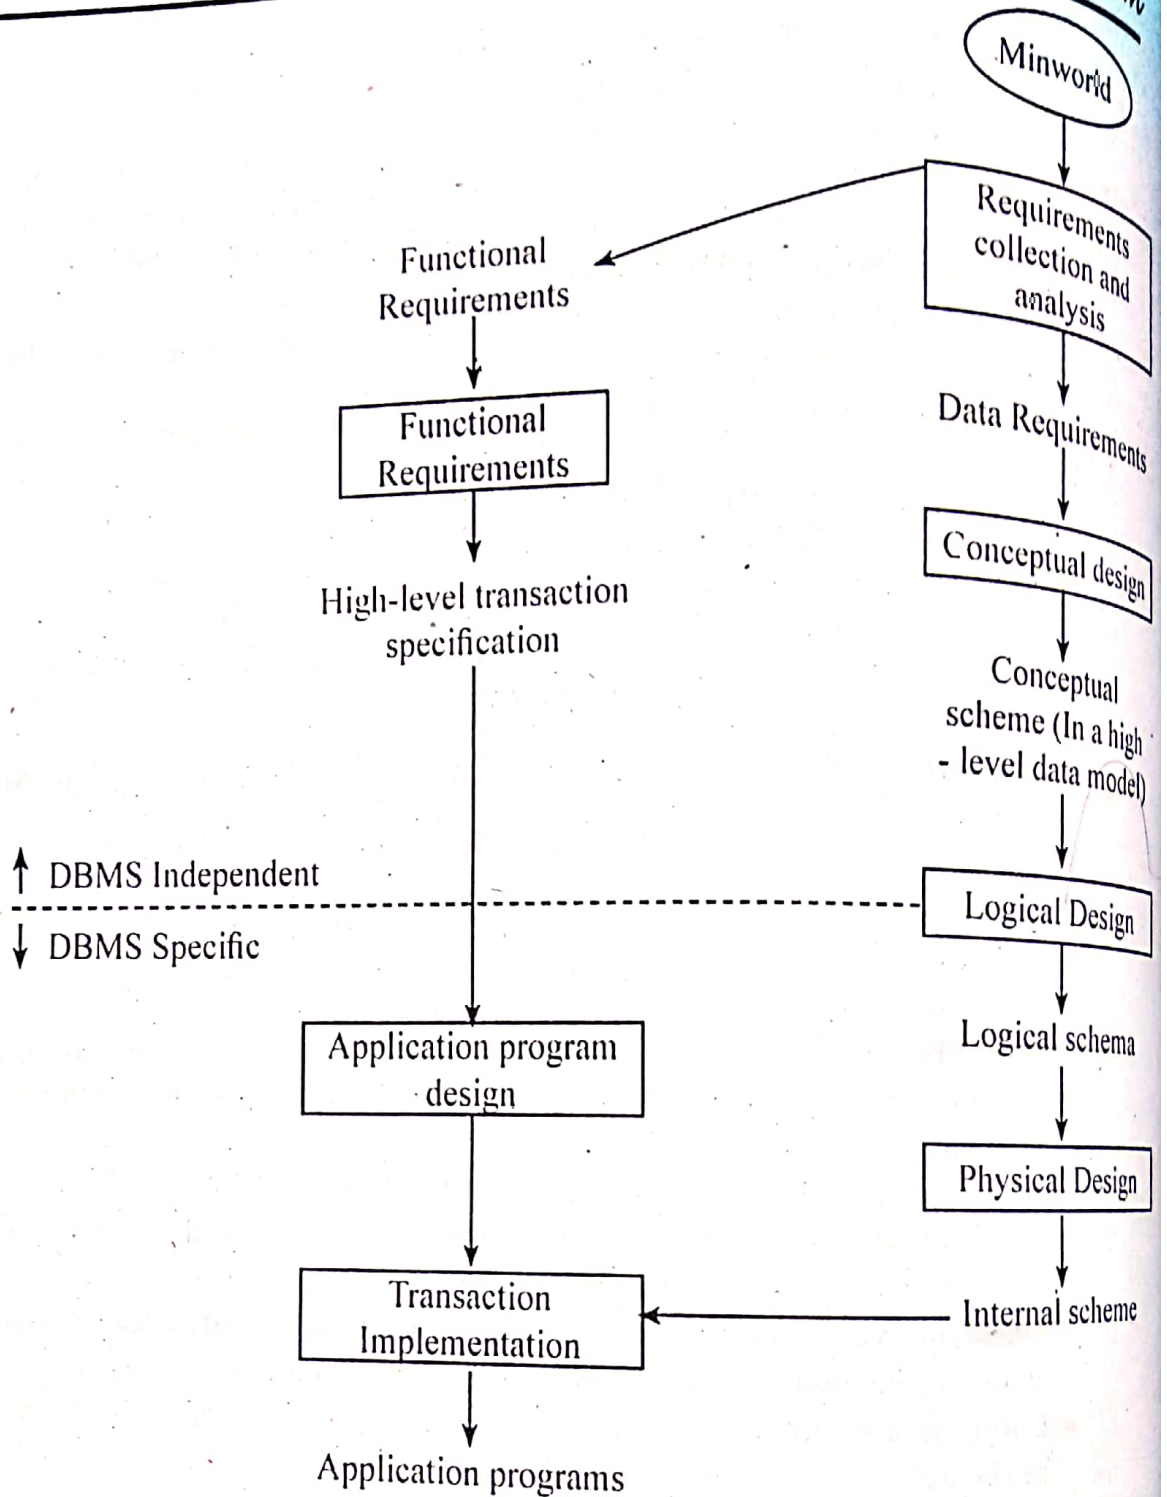 Minworld
Requirements
collection and
analysis
Functional
Requirements
Functional
Requirements
Data Requirements
Conceptual design
High-level transaction
specification
Conceptual
scheme (In a high
- level data model)
↑ DBMS Independent
↓ DBMS Specific
Logical Design
Logical schema
Application program
design
Physical Design
Transaction
Implementation
Internal scheme
Application programs